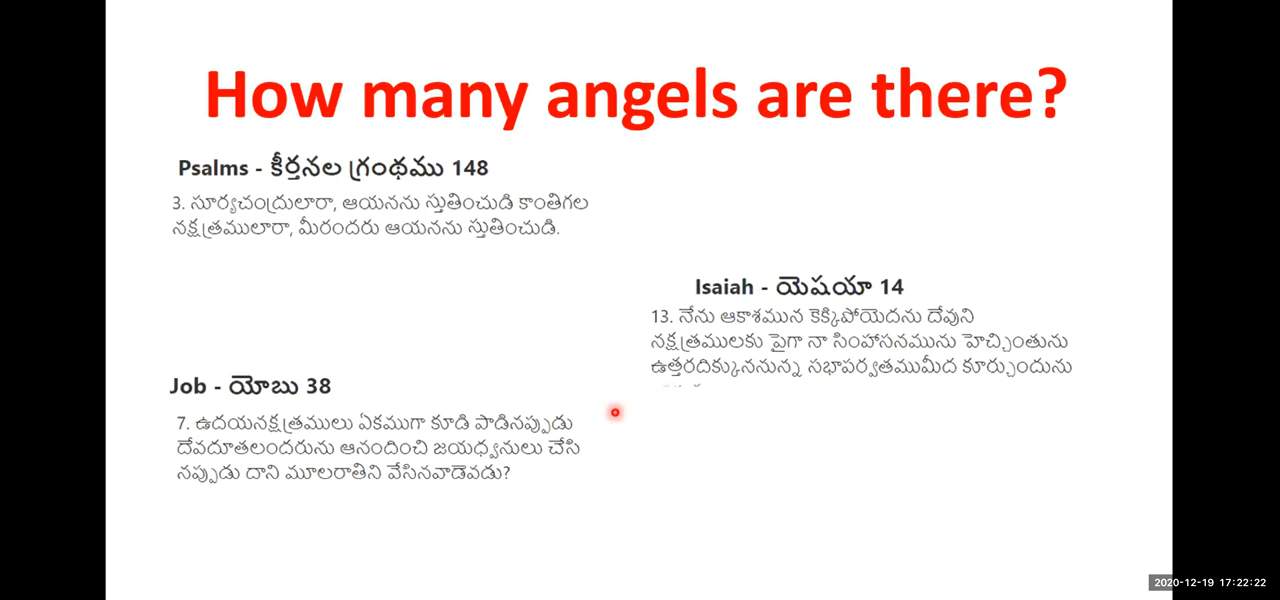 How many angels are there?
Psalms - కీర్తనల గ్రంథము 148
3. సూర్యచంద్రులారా, ఆయనను స్తుతించుడి కాంతిగల
నక్షత్రములారా, మీరందరు ఆయనను స్తుతించుడి.
Isaiah - యెషయా 14
13. నేను ఆకాశమున కెక్కిపోయెదను దేవుని
నక్షత్రములకు పైగా నా సింహాసనమును హెచ్చింతును
ఉత్తరదిక్కుననున్న సభాపర్వతముమీద కూర్చుందును
Job - యోబు 38
7. ఉదయనక్షత్రములు ఏకముగా కూడి పాడినప్పుడు
దేవదూతలందరును ఆనందించి జయధ్వనులు చేసి
నప్పుడు దాని మూలరాతిని వేసినవాడెవడు?
2020-12-19 17:22:22